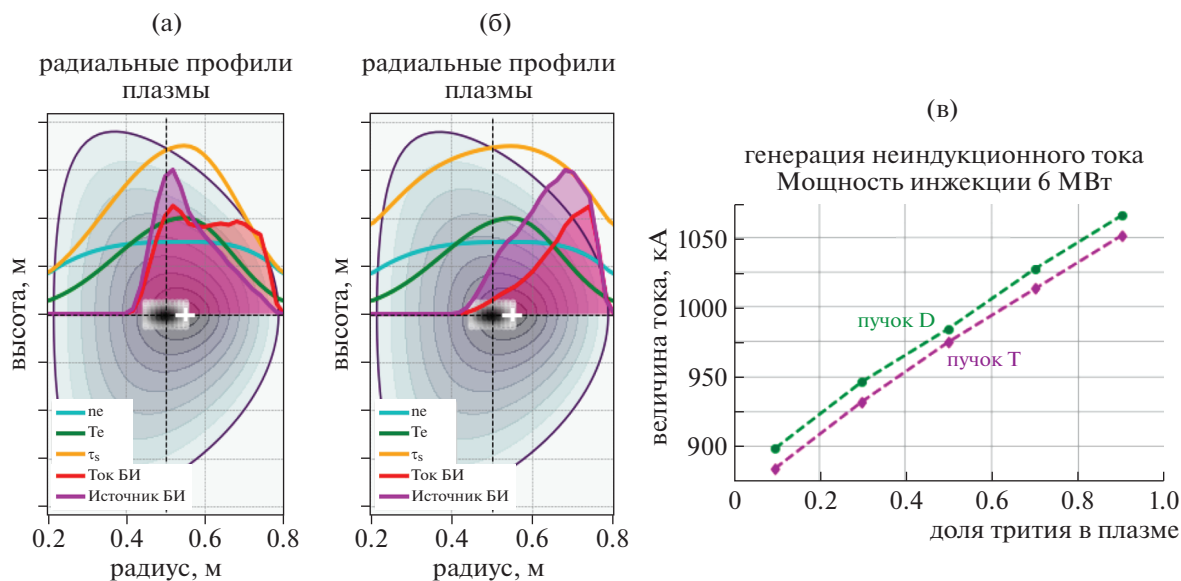 (а)
радиальные профили
плазмы
высота, м
ne
Te
τs
Ток БИ
Источник БИ
0.2 0.4 0.6 0.8
радиус, м
(б)
радиальные профили
плазмы
высота, м
ne
Te
τs
Ток БИ
Источник БИ
0.2 0.4 0.6 0.8
радиус, м
(в)
генерация неиндукционного тока
Мощность инжекции 6 МВт
величина тока, кА
1050
1000
950
900
пучок D
пучок T
0 0.2 0.4 0.6 0.8 1.0
доля трития в плазме